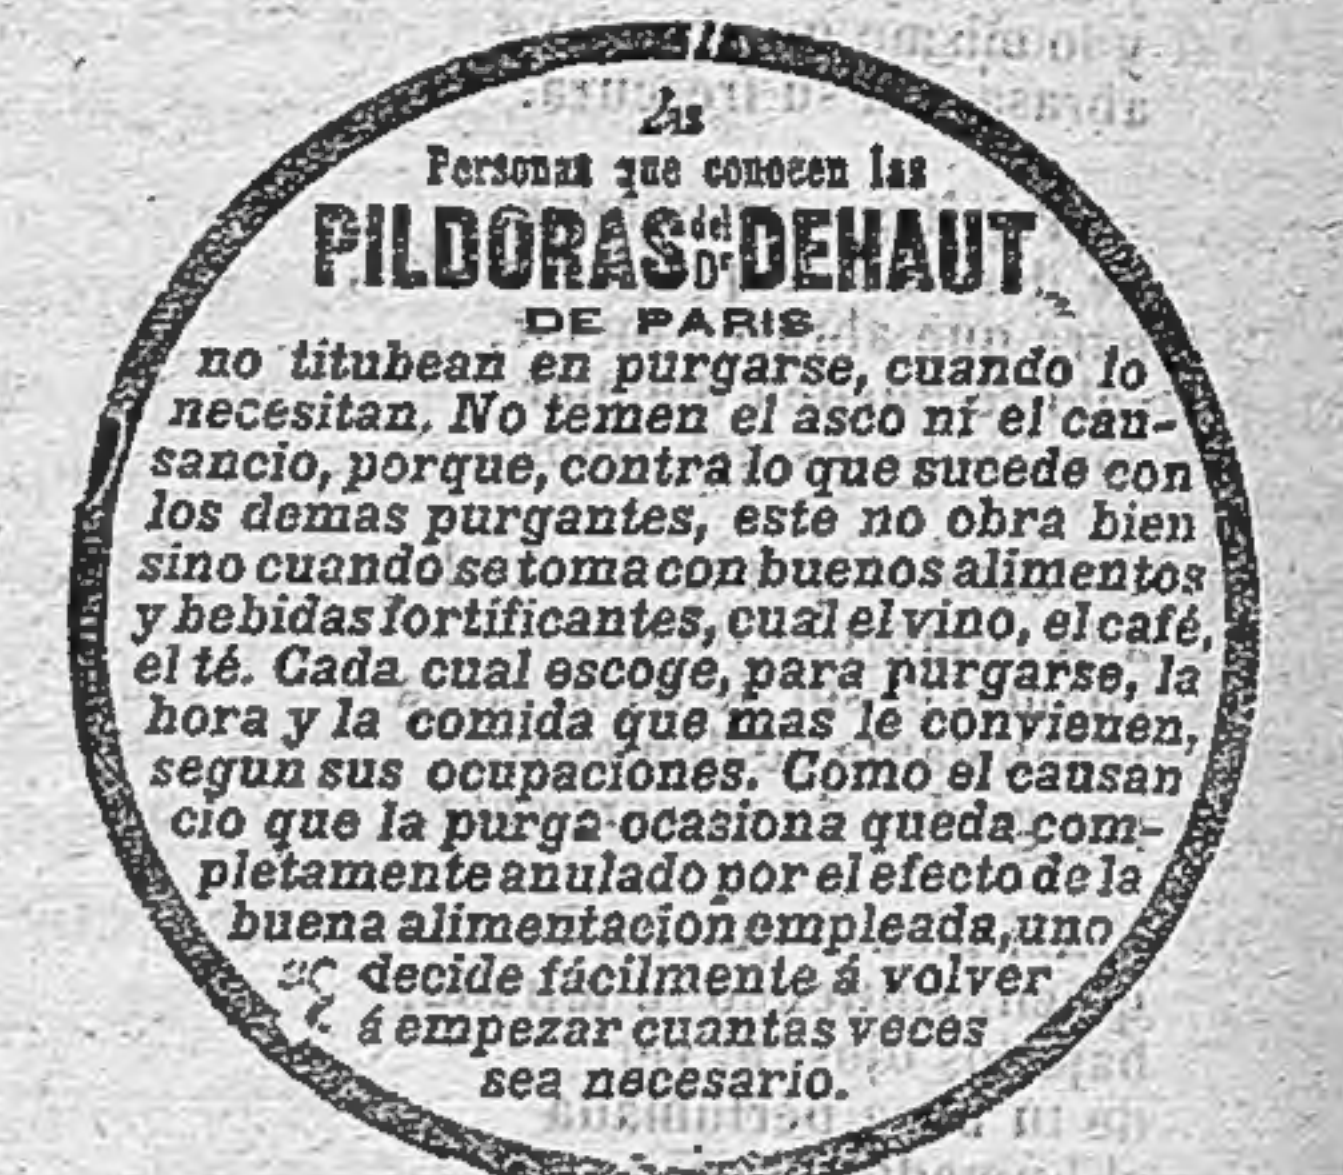 Las
Personas que conocen las
PILDORAS del Dr DEHAUT
DE PARIS
no titubean en purgarse, cuando lo
necesitan. No temen el asco ni el can-
sancio, porque, contra lo que sucede con
los demas purgantes, este no obra bien
sino cuando se toma con buenos alimentos
y bebidas fortificantes, cual el vino, el café,
el té. Cada cual escoge, para purgarse, la
hora y la comida que mas le convienen,
segun sus ocupaciones. Como el causan
cio que la purga ocasiona queda com-
pletamente anulado por el efecto de la
buena alimentacion empleada, uno
se decide fácilmente á volver
á empezar cuantas veces
sea necesario.